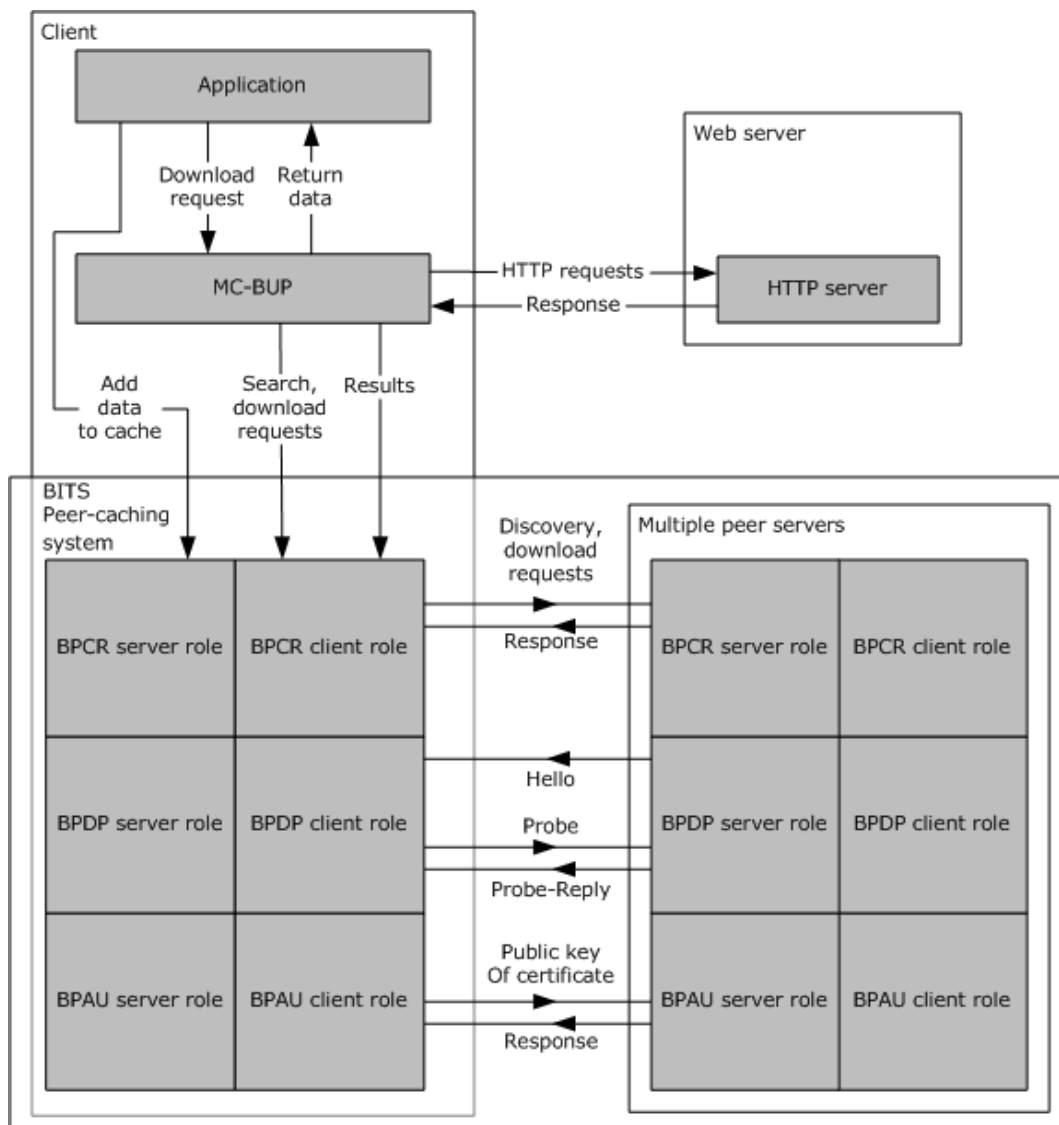 Client
Application
Download
request
Return
data
Web server
MC-BUP
HTTP requests
Response
HTTP server
Add
data
to cache
Search,
download
requests
Results
BITS
Peer-caching
system
Discovery,
download
requests
Response
Multiple peer servers
BPCR server role
BPCR client role
BPCR server role
BPCR client role
Hello
BPDP server role
BPDP client role
Probe
Probe-Reply
BPDP server role
BPDP client role
BPAU server role
BPAU client role
Public key
Of certificate
Response
BPAU server role
BPAU client role